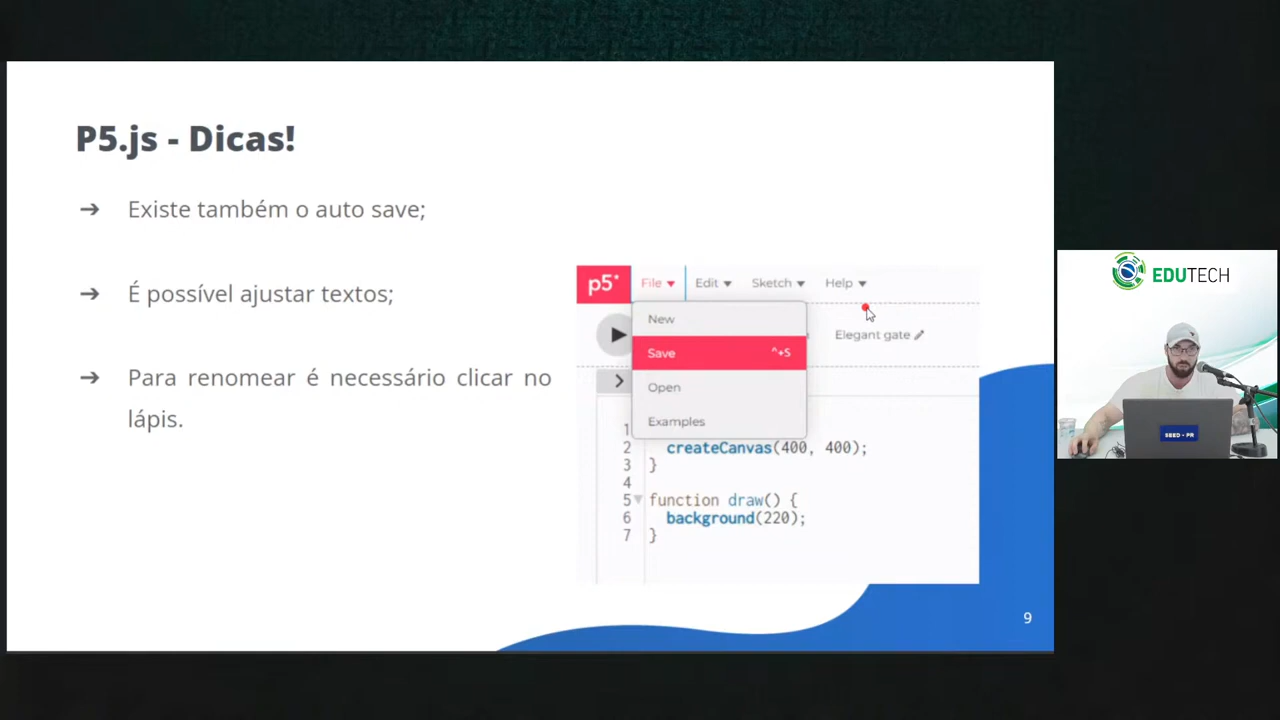 P5.js - Dicas!
➔ Existe também o auto save;
➔ É possível ajustar textos;
➔ Para renomear é necessário clicar no
lápis.
p5* File Edit Sketch Help
New
Save ^+S
Open
Examples
Elegant gate
1
2 createCanvas(400, 400);
3 }
4
5 function draw() {
6 background(220);
7 }
9
EDUTECH
SEED - PR